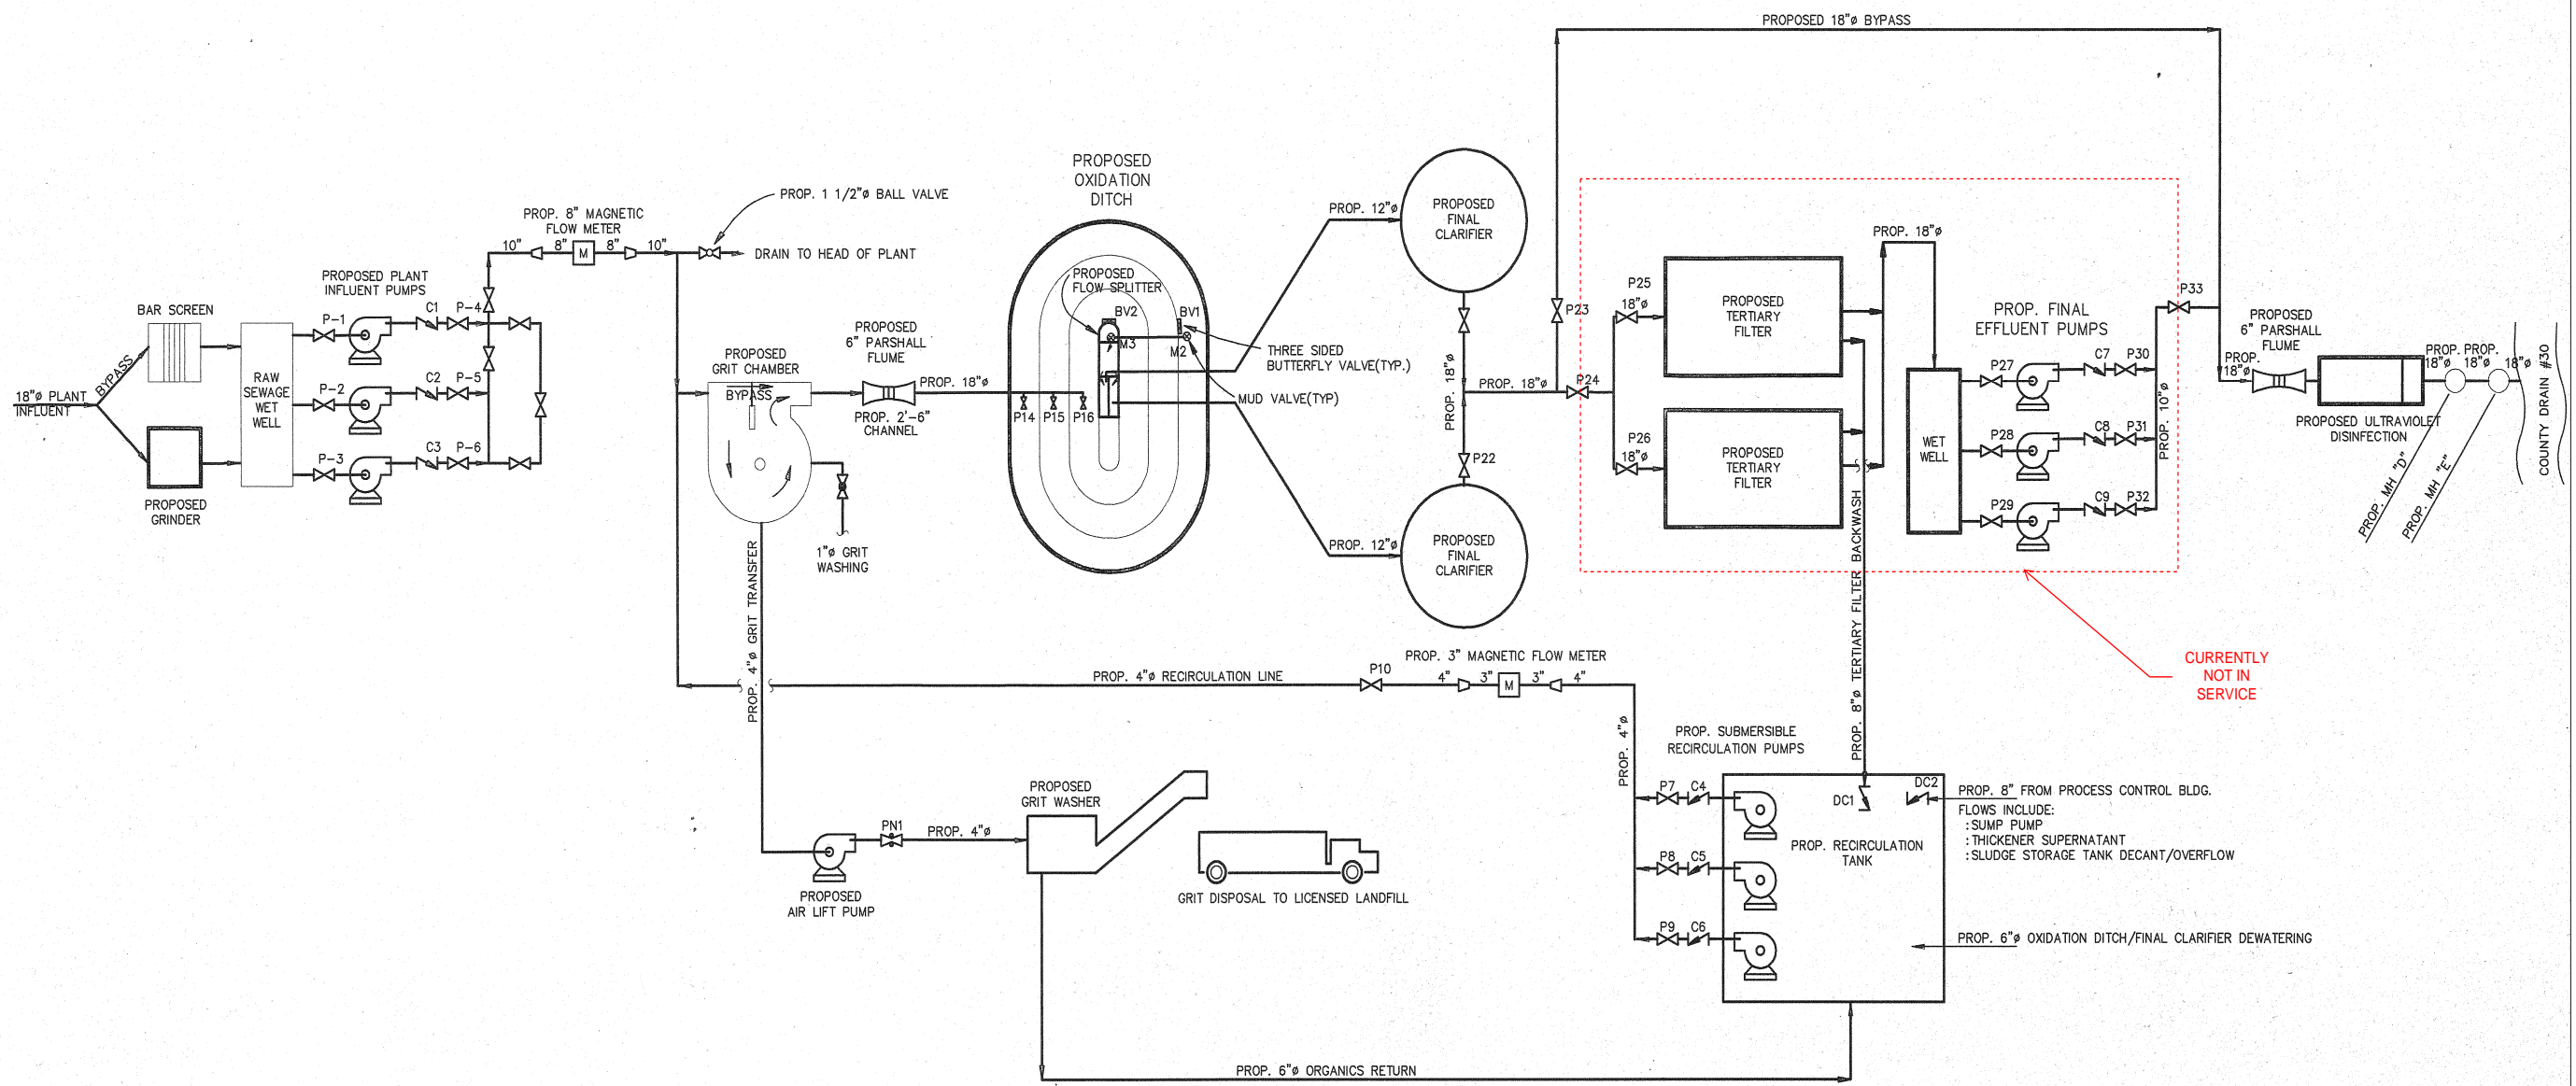 PROPOSED 18"ø BYPASS
18"ø PLANT
INFLUENT
BYPASS
BAR SCREEN
PROPOSED
GRINDER
RAW
SEWAGE
WET
WELL
PROPOSED PLANT
INFLUENT PUMPS
P-1
P-2
P-3
C1
P-4
C2
P-5
C3
P-6
PROP. 8" MAGNETIC
FLOW METER
10"
8"
M
8"
10"
PROP. 1 1/2"ø BALL VALVE
DRAIN TO HEAD OF PLANT
PROPOSED
GRIT CHAMBER
BYPASS
1"ø GRIT
WASHING
PROPOSED
6" PARSHALL
FLUME
PROP. 2'-6"
CHANNEL
PROP. 18"ø
PROPOSED
OXIDATION
DITCH
PROPOSED
FLOW SPLITTER
BV2
BV1
M3
M2
P14
P15
P16
THREE SIDED
BUTTERFLY VALVE(TYP.)
MUD VALVE(TYP)
PROP. 12"ø
PROP. 12"ø
PROPOSED
FINAL
CLARIFIER
PROPOSED
FINAL
CLARIFIER
PROP. 18"ø
PROP. 18"ø
P22
PROP. 18"ø
P23
P24
P25
18"ø
P26
18"ø
PROPOSED
TERTIARY
FILTER
PROPOSED
TERTIARY
FILTER
PROP. 18"ø
WET
WELL
PROP. FINAL
EFFLUENT PUMPS
P27
C7
P30
P28
C8
P31
P29
C9
P32
PROP. 10"ø
P33
PROP.
18"ø
PROPOSED
6" PARSHALL
FLUME
PROPOSED ULTRAVIOLET
DISINFECTION
PROP.
18"ø
PROP.
18"ø
18"ø
PROP. MH "D"
PROP. MH "E"
COUNTY DRAIN #30
CURRENTLY
NOT IN
SERVICE
PROP. 8"ø TERTIARY FILTER BACKWASH
PROP. 4"ø GRIT TRANSFER
PROP. 4"ø RECIRCULATION LINE
P10
PROP. 3" MAGNETIC FLOW METER
4"
3"
M
3"
4"
PROP. 4"ø
PROP. SUBMERSIBLE
RECIRCULATION PUMPS
P7
C4
P8
C5
P9
C6
DC1
DC2
PROP. RECIRCULATION
TANK
PROP. 8" FROM PROCESS CONTROL BLDG.
FLOWS INCLUDE:
:SUMP PUMP
:THICKENER SUPERNATANT
:SLUDGE STORAGE TANK DECANT/OVERFLOW
PROP. 6"ø OXIDATION DITCH/FINAL CLARIFIER DEWATERING
PROPOSED
AIR LIFT PUMP
PN1
PROP. 4"ø
PROPOSED
GRIT WASHER
GRIT DISPOSAL TO LICENSED LANDFILL
PROP. 6"ø ORGANICS RETURN